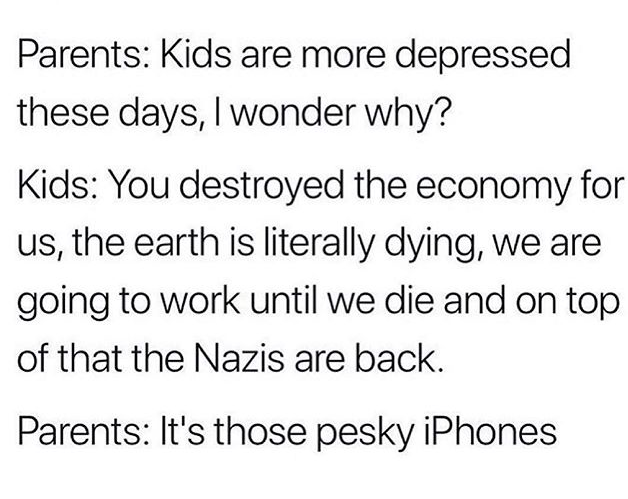 Parents: Kids are more depressed
these days, I wonder why?
Kids: You destroyed the economy for
us, the earth is literally dying, we are
going to work until we die and on top
of that the Nazis are back.
Parents: It's those pesky iPhones